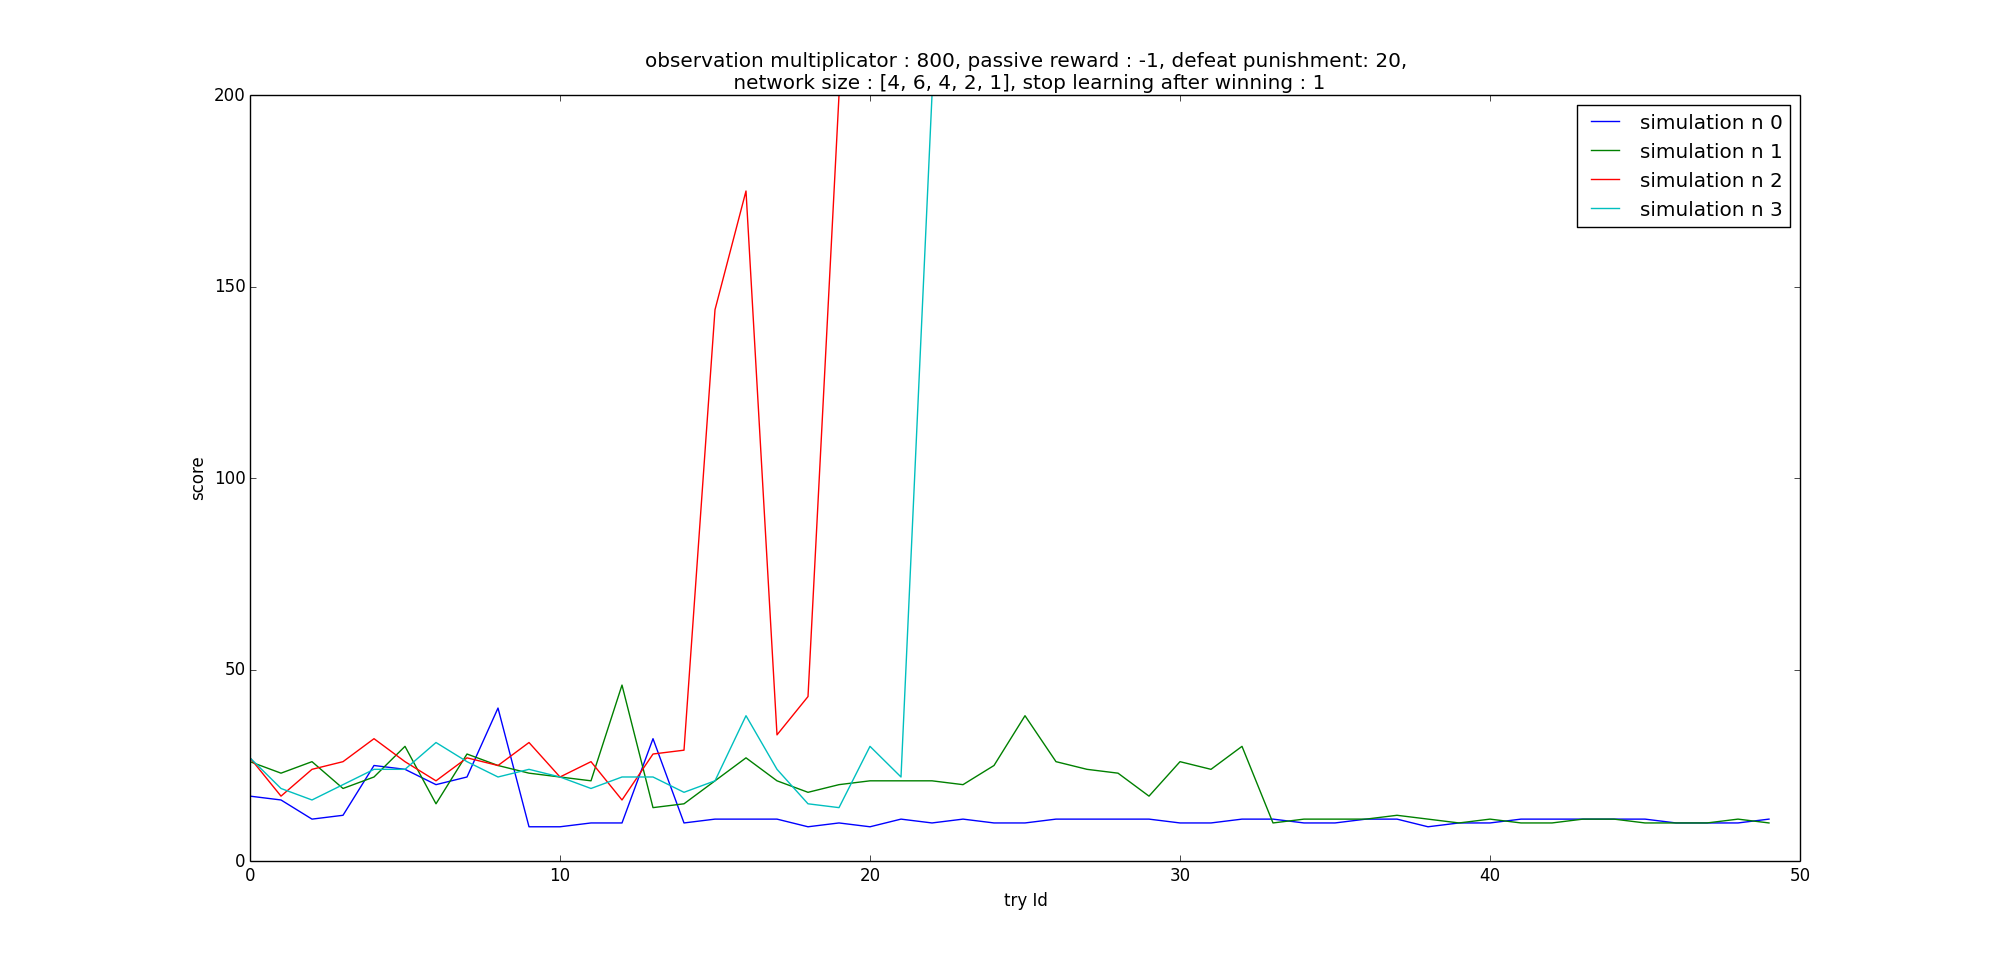 observation multiplicator : 800, passive reward : -1, defeat punishment: 20,
network size : [4, 6, 4, 2, 1], stop learning after winning : 1
simulation n 0
simulation n 1
simulation n 2
simulation n 3
200
150
100
50
0
score
0 10 20 30 40 50
try Id